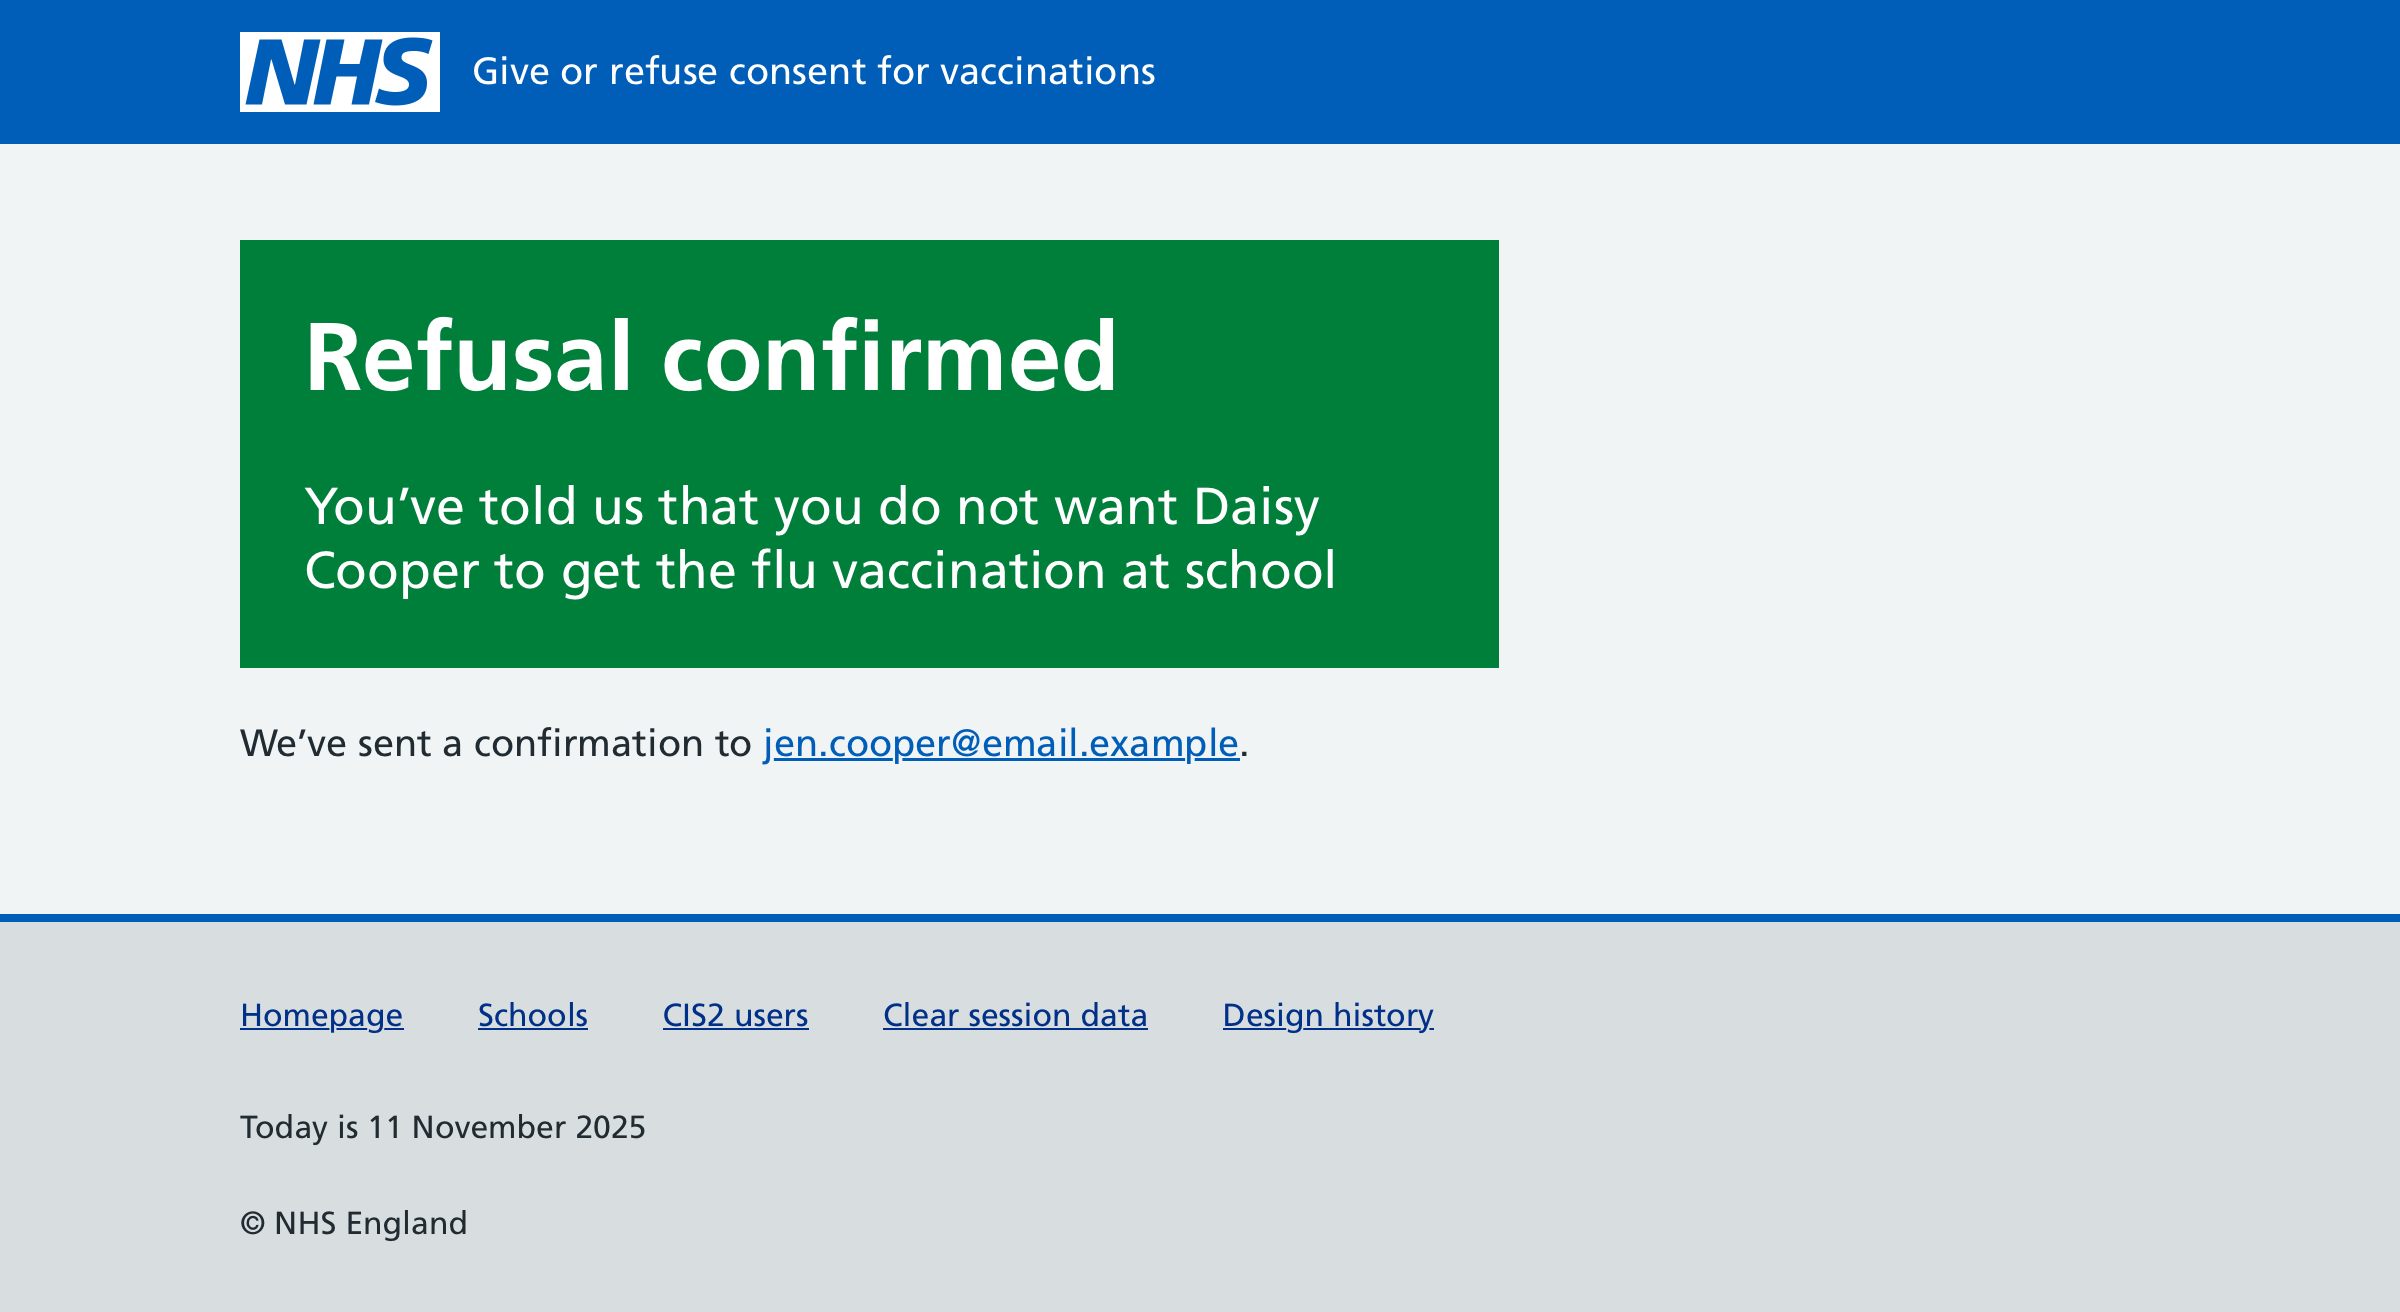 NHS Give or refuse consent for vaccinations
Refusal confirmed
You’ve told us that you do not want Daisy
Cooper to get the flu vaccination at school
We’ve sent a confirmation to jen.cooper@email.example.
Homepage Schools CIS2 users Clear session data Design history
Today is 11 November 2025
© NHS England